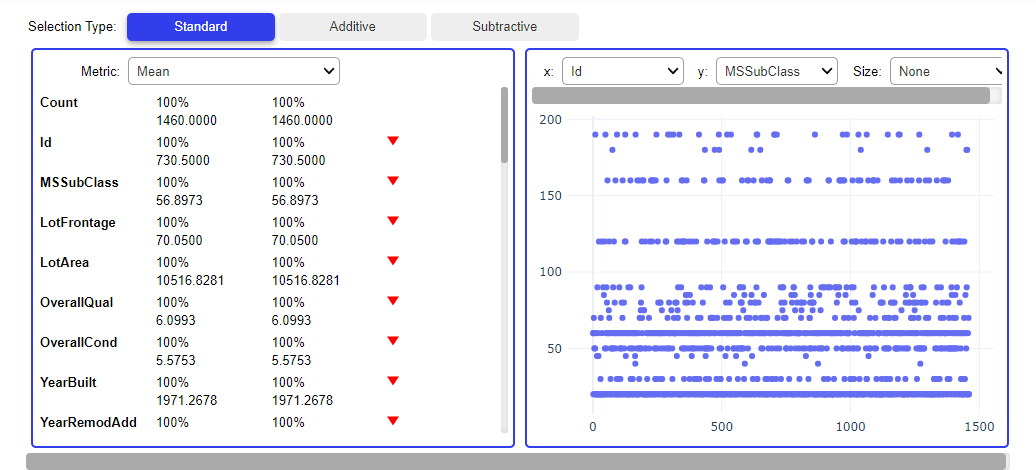 Selection Type: Standard Additive Subtractive
Metric: Mean
Count 100% 100%
1460.0000 1460.0000
Id 100% 100%
730.5000 730.5000
MSSubClass 100% 100%
56.8973 56.8973
LotFrontage 100% 100%
70.0500 70.0500
LotArea 100% 100%
10516.8281 10516.8281
OverallQual 100% 100%
6.0993 6.0993
OverallCond 100% 100%
5.5753 5.5753
YearBuilt 100% 100%
1971.2678 1971.2678
YearRemodAdd 100% 100%
x: Id y: MSSubClass Size: None
200
150
100
50
0 500 1000 1500